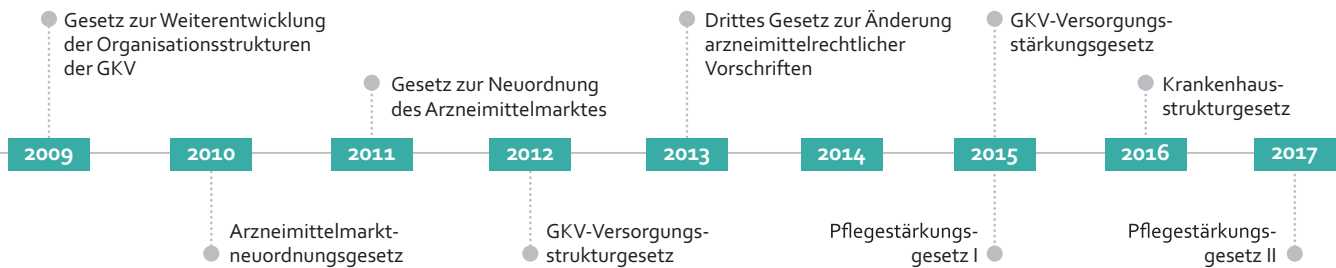 Gesetz zur Weiterentwicklung
der Organisationsstrukturen
der GKV
Gesetz zur Neuordnung
des Arzneimittelmarktes
Drittes Gesetz zur Änderung
arzneimittelrechtlicher
Vorschriften
GKV-Versorgungs-
stärkungsgesetz
Krankenhaus-
strukturgesetz
2009
2010
2011
2012
2013
2014
2015
2016
2017
Arzneimittelmarkt-
neuordnungsgesetz
GKV-Versorgungs-
strukturgesetz
Pflegestärkungs-
gesetz I
Pflegestärkungs-
gesetz II